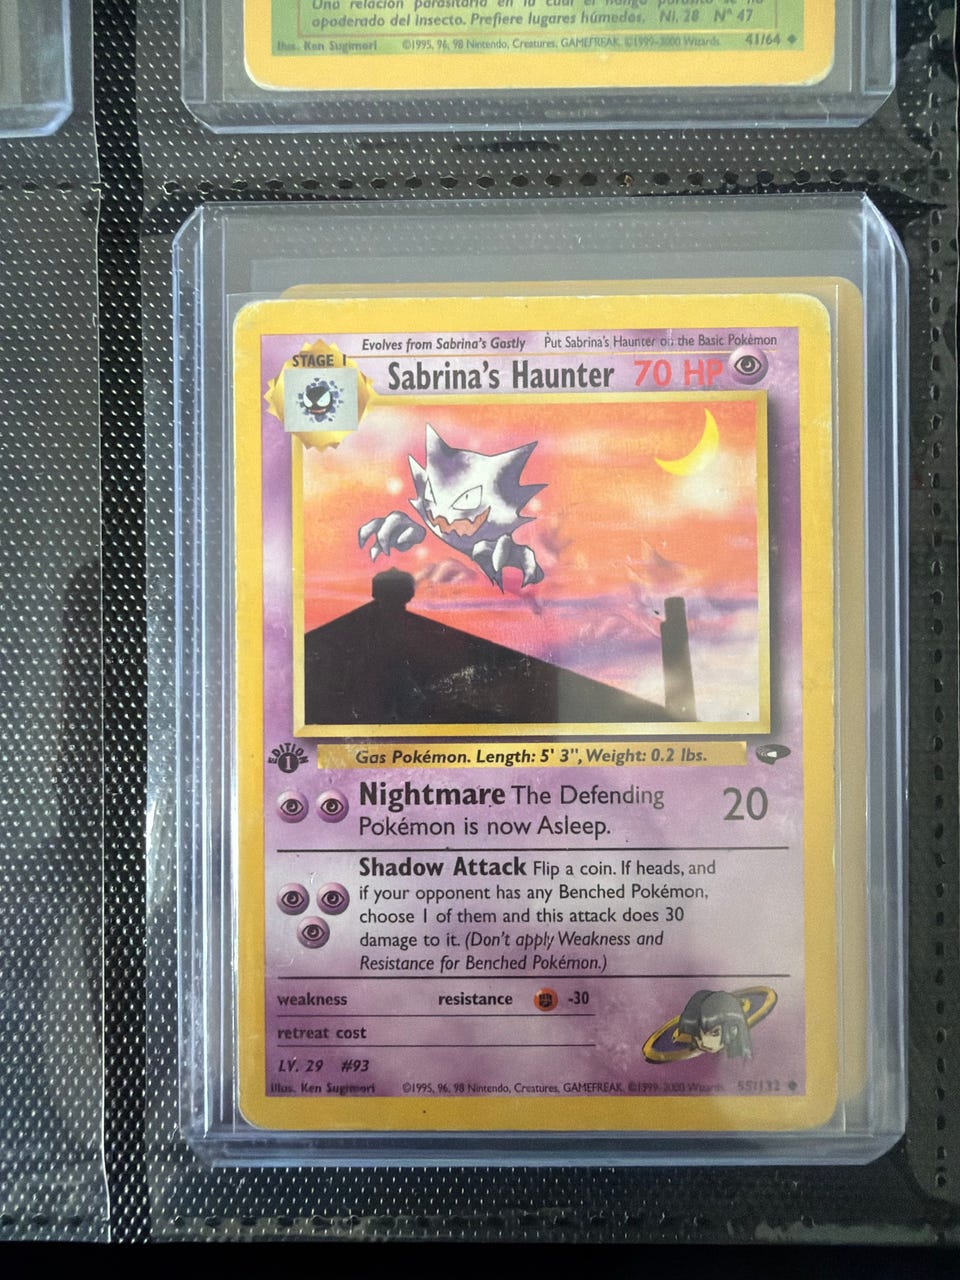 Una relación parasitaria en la cual el hongo parásito se ha
apoderado del insecto. Prefiere lugares húmedos. Nl. 28 Nº 47
Illus. Ken Sugimori ©1995, 96, 98 Nintendo, Creatures, GAMEFREAK. ©1999-2000 Wizards. 41/64
Evolves from Sabrina's Gastly Put Sabrina's Haunter on the Basic Pokémon
STAGE 1
Sabrina's Haunter 70 HP
EDITION
1
Gas Pokémon. Length: 5' 3", Weight: 0.2 lbs.
Nightmare The Defending
Pokémon is now Asleep.
20
Shadow Attack Flip a coin. If heads, and
if your opponent has any Benched Pokémon,
choose 1 of them and this attack does 30
damage to it. (Don't apply Weakness and
Resistance for Benched Pokémon.)
weakness resistance -30
retreat cost
LV. 29 #93
Illus. Ken Sugimori ©1995, 96, 98 Nintendo, Creatures, GAMEFREAK. ©1999-2000 Wizards. 55/132